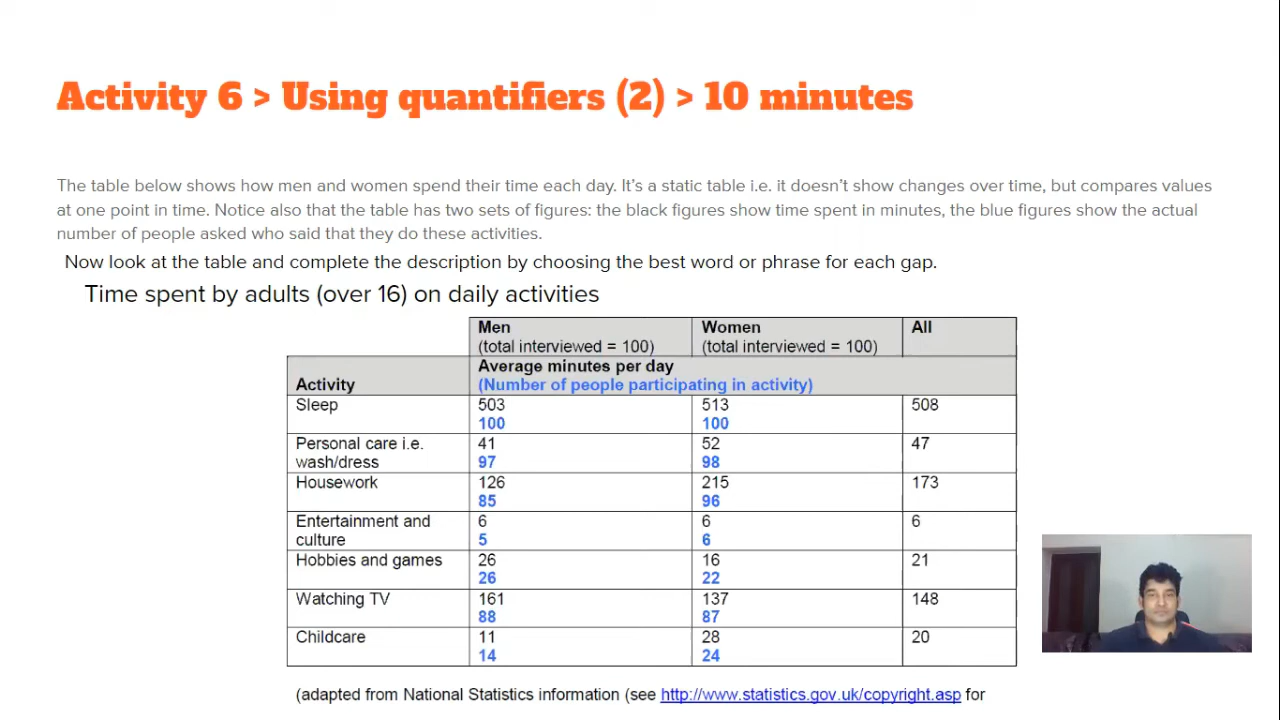 Activity 6 > Using quantifiers (2) > 10 minutes
The table below shows how men and women spend their time each day. It's a static table i.e. it doesn't show changes over time, but compares values
at one point in time. Notice also that the table has two sets of figures: the black figures show time spent in minutes, the blue figures show the actual
number of people asked who said that they do these activities.
Now look at the table and complete the description by choosing the best word or phrase for each gap.
Time spent by adults (over 16) on daily activities
Men Women All
(total interviewed = 100) (total interviewed = 100)
Average minutes per day
Activity (Number of people participating in activity)
Sleep 503 513 508
100 100
Personal care i.e. 41 52 47
wash/dress 97 98
Housework 126 215 173
85 96
Entertainment and 6 6 6
culture 5 6
Hobbies and games 26 16 21
26 22
Watching TV 161 137 148
88 87
Childcare 11 28 20
14 24
(adapted from National Statistics information (see http://www.statistics.gov.uk/copyright.asp for